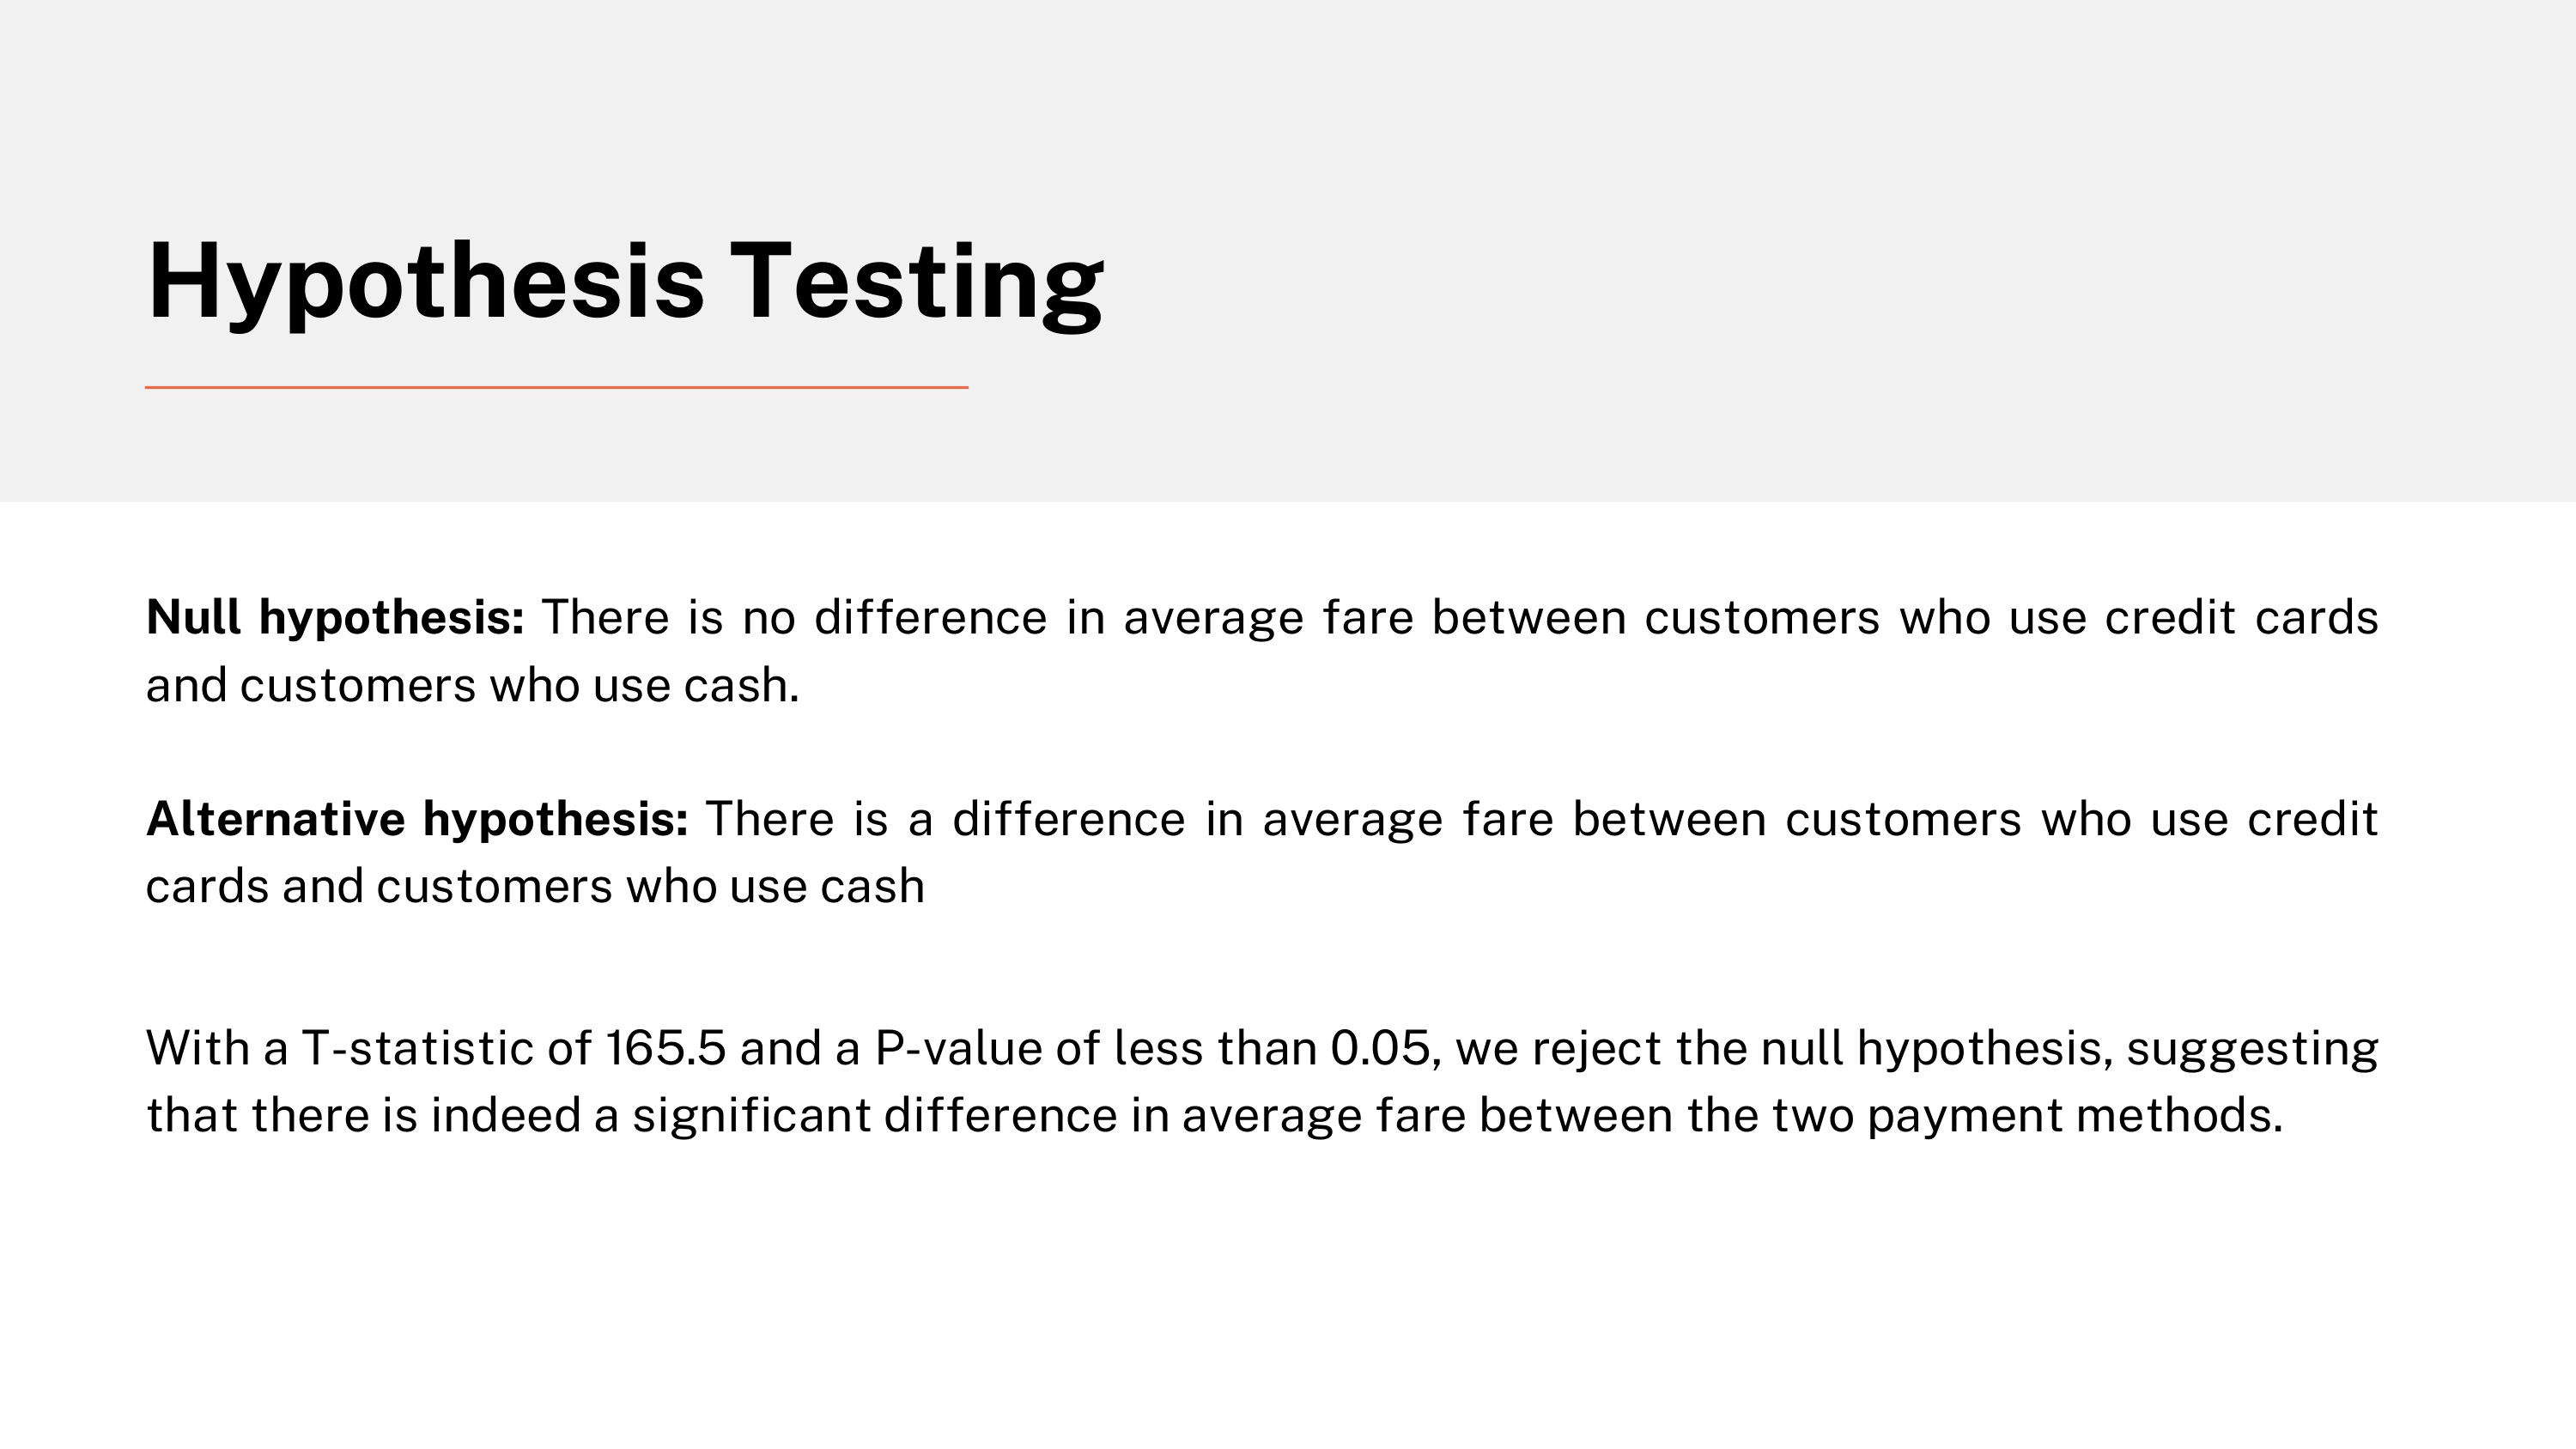 Hypothesis Testing
Null hypothesis: There is no difference in average fare between customers who use credit cards
and customers who use cash.
Alternative hypothesis: There is a difference in average fare between customers who use credit
cards and customers who use cash
With a T-statistic of 165.5 and a P-value of less than 0.05, we reject the null hypothesis, suggesting
that there is indeed a significant difference in average fare between the two payment methods.